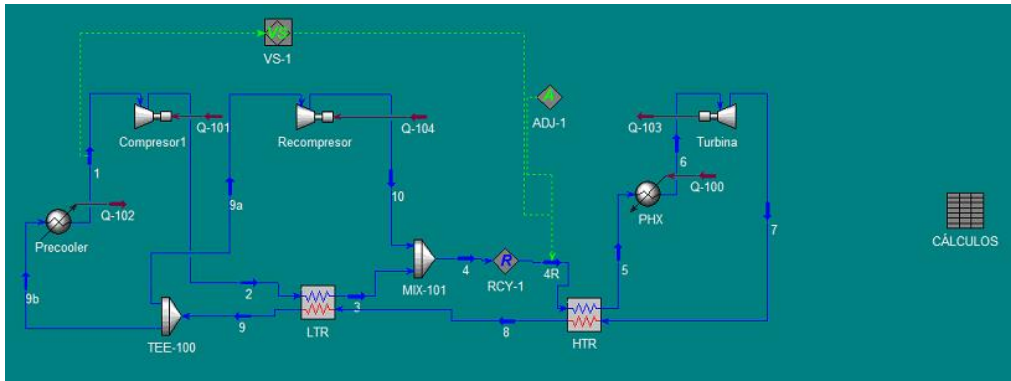 VS
VS-1
A
ADJ-1
Compresor1
Q-101
Recompresor
Q-104
Q-103
Turbina
1
9a
10
6
Q-100
PHX
7
Q-102
Precooler
CÁLCULOS
9b
2
3
MIX-101
4
R
RCY-1
4R
5
LTR
9
8
HTR
TEE-100